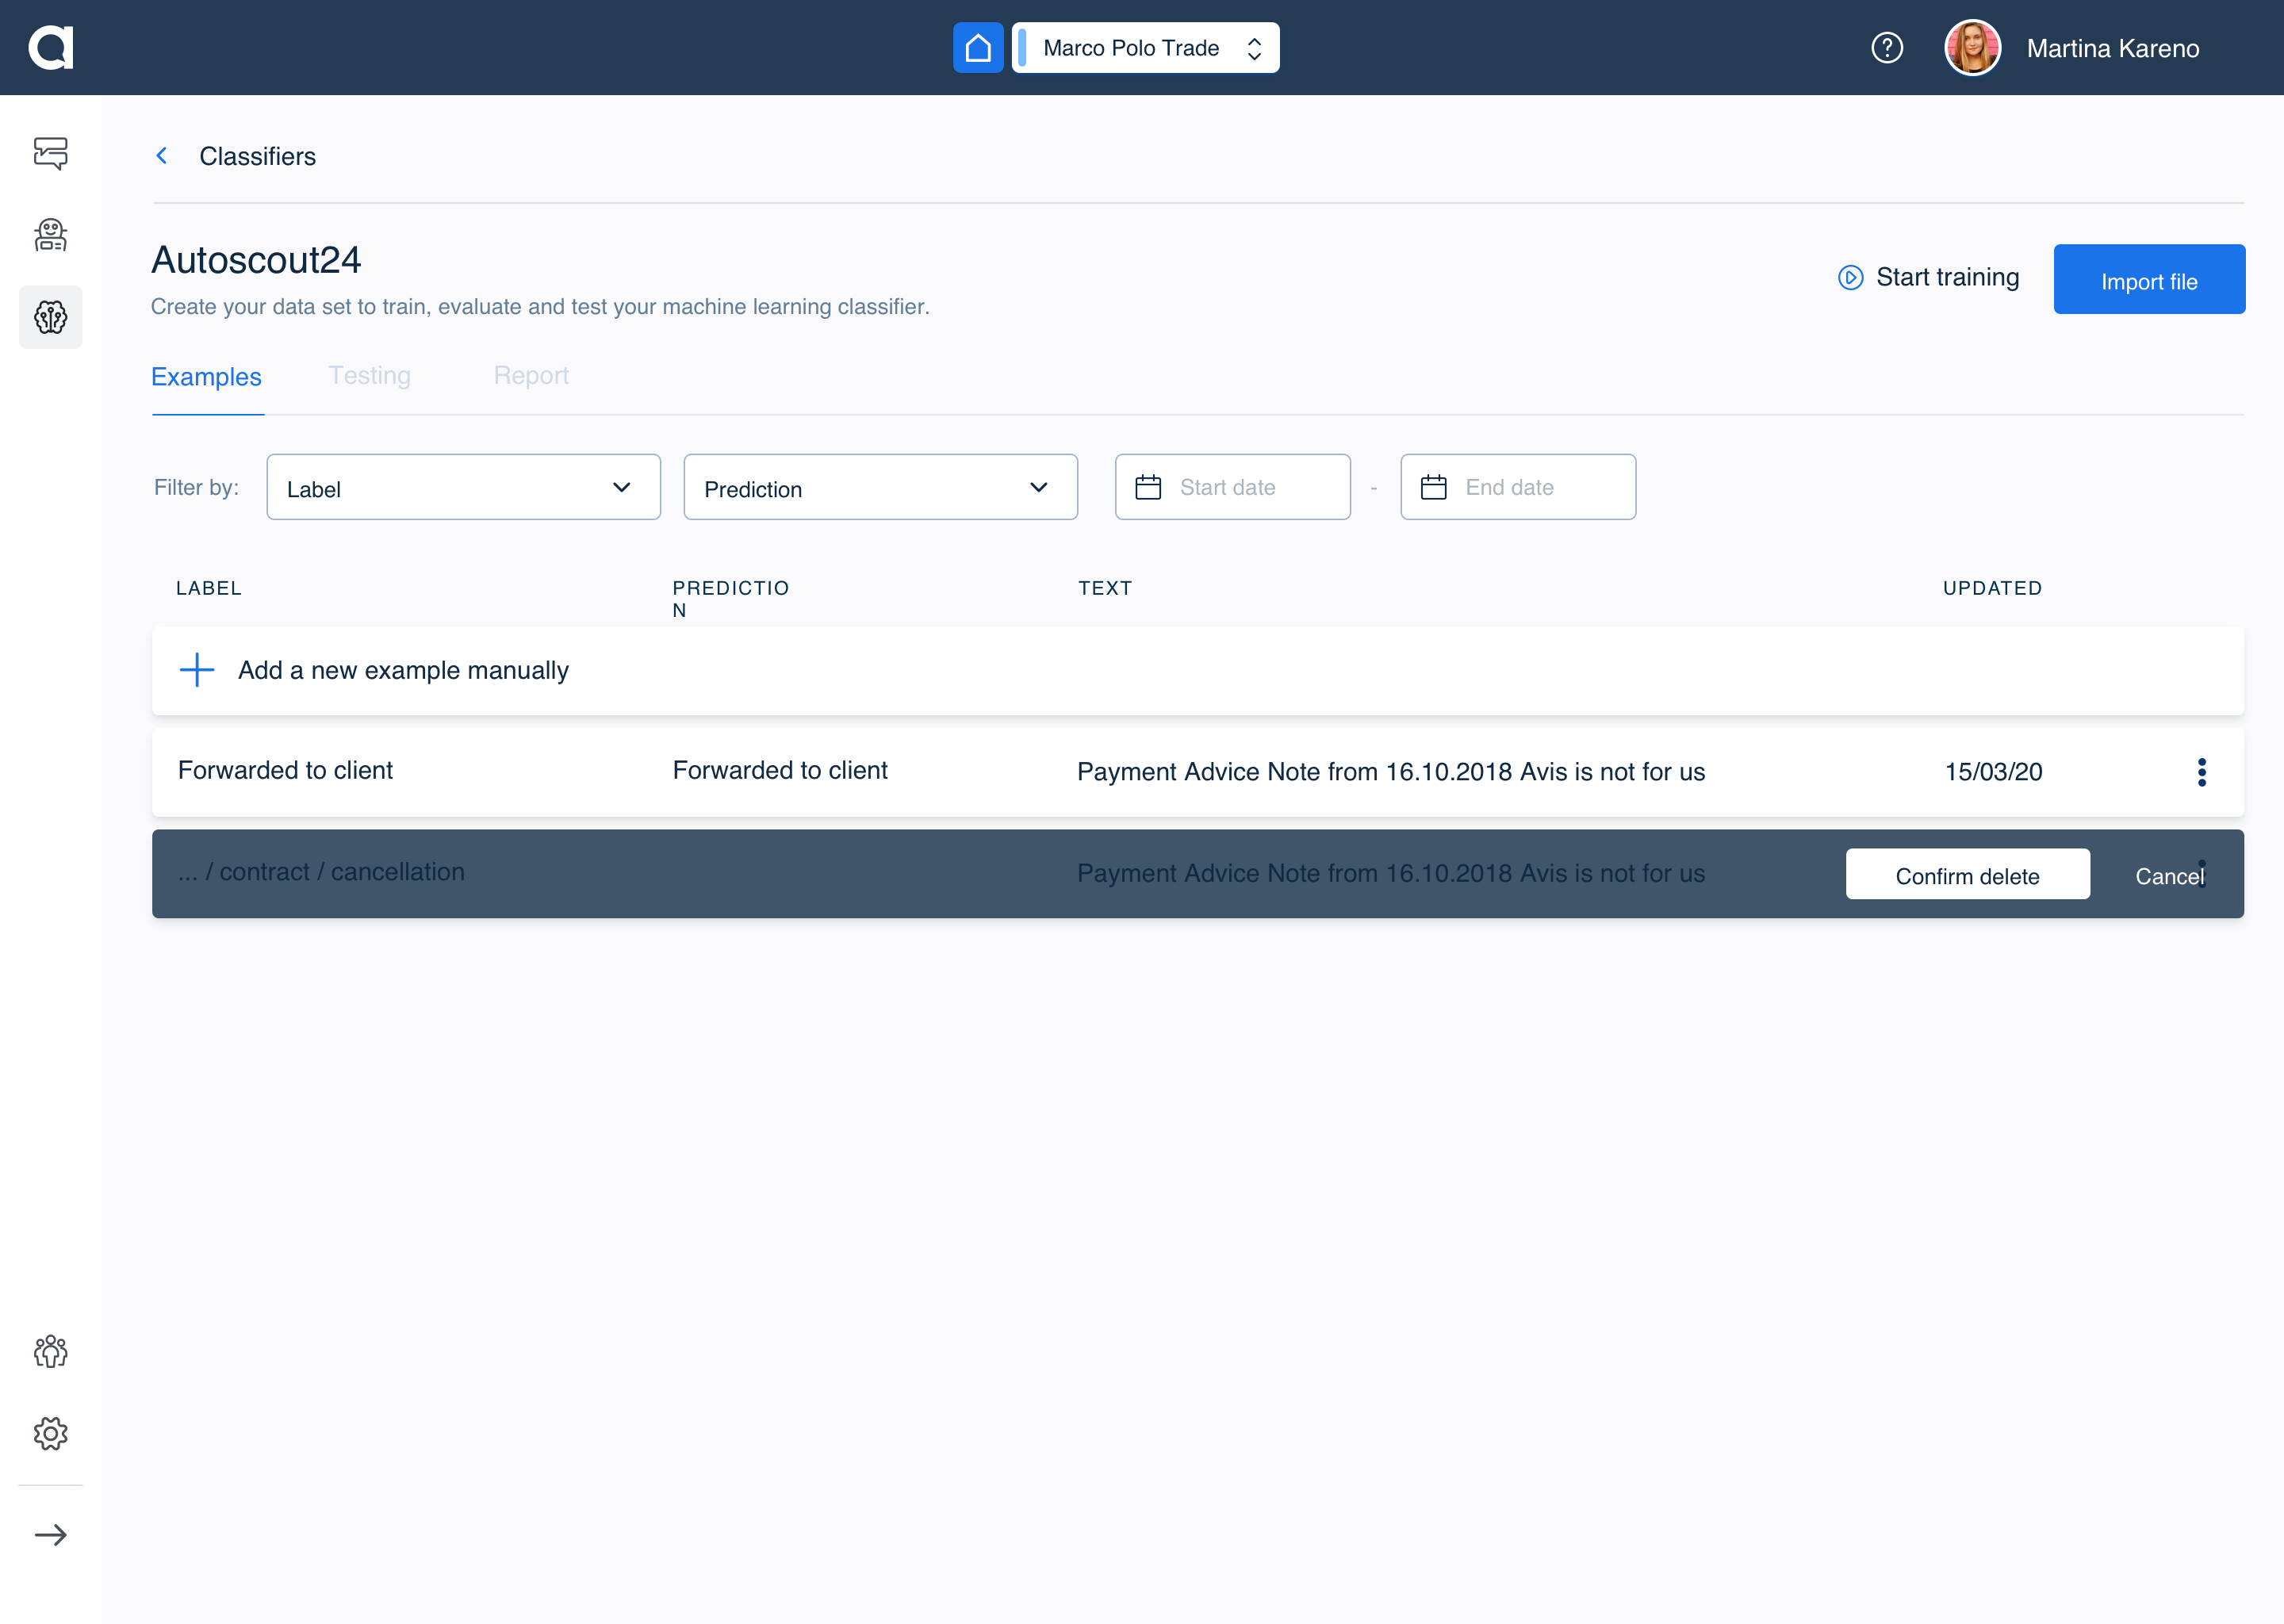 Marco Polo Trade
Martina Kareno
Classifiers
Autoscout24
Create your data set to train, evaluate and test your machine learning classifier.
Start training
Import file
Examples
Testing
Report
Filter by:
Label
Prediction
Start date
-
End date
LABEL
PREDICTIO
N
TEXT
UPDATED
Add a new example manually
Forwarded to client
Forwarded to client
Payment Advice Note from 16.10.2018 Avis is not for us
15/03/20
... / contract / cancellation
Payment Advice Note from 16.10.2018 Avis is not for us
Confirm delete
Cancel